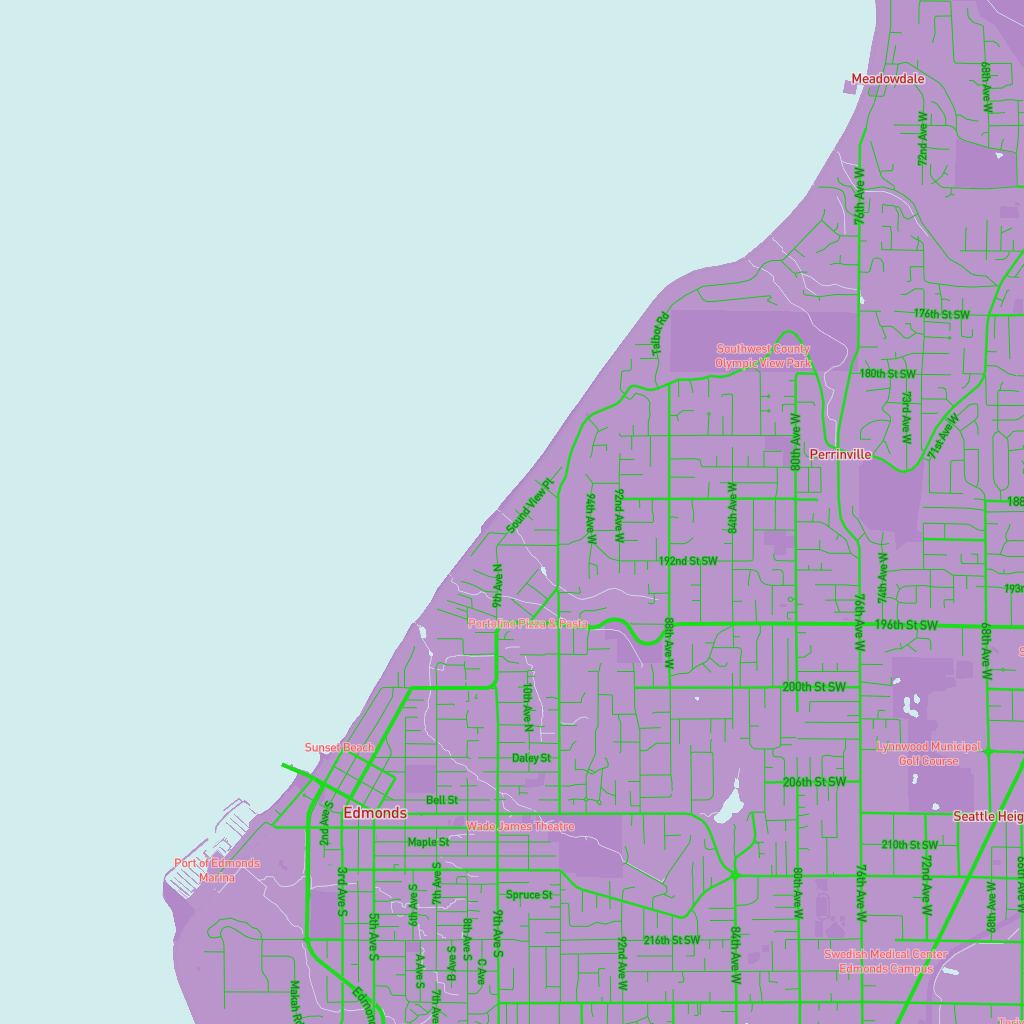 Meadowdale
68th Ave W
72nd Ave W
76th Ave W
176th St SW
Talbot Rd
Southwest County
Olympic View Park
180th St SW
73rd Ave W
71st Ave W
80th Ave W
Perrinville
Sound View Pl
94th Ave W
92nd Ave W
84th Ave W
188
192nd St SW
74th Ave W
193r
9th Ave N
76th Ave W
Portofino Pizza & Pasta
196th St SW
88th Ave W
68th Ave W
S
200th St SW
10th Ave N
Sunset Beach
Daley St
Lynnwood Municipal
Golf Course
206th St SW
Bell St
Edmonds
2nd Ave S
Wade James Theatre
Seattle Heig
Maple St
210th St SW
Port of Edmonds
Marina
3rd Ave S
6th Ave S
7th Ave S
Spruce St
80th Ave W
76th Ave W
72nd Ave W
68th Ave W
5th Ave S
8th Ave S
9th Ave S
216th St SW
92nd Ave W
84th Ave W
A Ave S
B Ave S
C Ave
Swedish Medical Center
Edmonds Campus
Makah Rd
Edmon
7th Ave